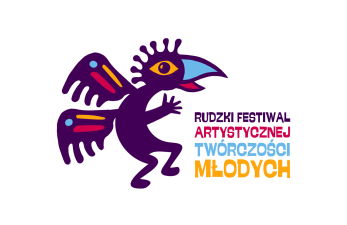 RUDZKI FESTIWAL
ARTYSTYCZNEJ
TWÓRCZOŚCI
MŁODYCH